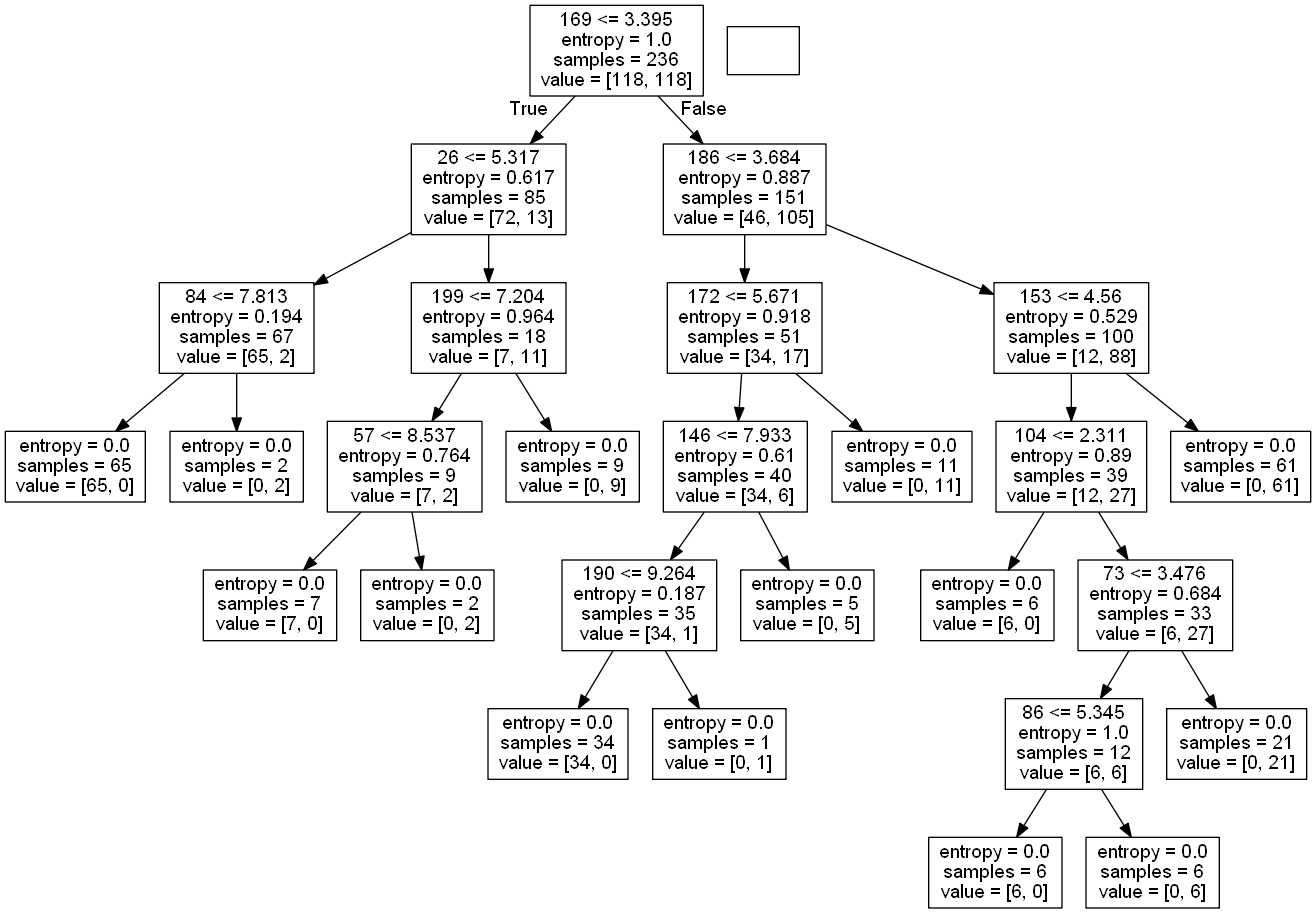 169 <= 3.395
entropy = 1.0
samples = 236
value = [118, 118]
True
False
26 <= 5.317
entropy = 0.617
samples = 85
value = [72, 13]
186 <= 3.684
entropy = 0.887
samples = 151
value = [46, 105]
84 <= 7.813
entropy = 0.194
samples = 67
value = [65, 2]
199 <= 7.204
entropy = 0.964
samples = 18
value = [7, 11]
172 <= 5.671
entropy = 0.918
samples = 51
value = [34, 17]
153 <= 4.56
entropy = 0.529
samples = 100
value = [12, 88]
entropy = 0.0
samples = 65
value = [65, 0]
entropy = 0.0
samples = 2
value = [0, 2]
57 <= 8.537
entropy = 0.764
samples = 9
value = [7, 2]
entropy = 0.0
samples = 9
value = [0, 9]
146 <= 7.933
entropy = 0.61
samples = 40
value = [34, 6]
entropy = 0.0
samples = 11
value = [0, 11]
104 <= 2.311
entropy = 0.89
samples = 39
value = [12, 27]
entropy = 0.0
samples = 61
value = [0, 61]
entropy = 0.0
samples = 7
value = [7, 0]
entropy = 0.0
samples = 2
value = [0, 2]
190 <= 9.264
entropy = 0.187
samples = 35
value = [34, 1]
entropy = 0.0
samples = 5
value = [0, 5]
entropy = 0.0
samples = 6
value = [6, 0]
73 <= 3.476
entropy = 0.684
samples = 33
value = [6, 27]
entropy = 0.0
samples = 34
value = [34, 0]
entropy = 0.0
samples = 1
value = [0, 1]
86 <= 5.345
entropy = 1.0
samples = 12
value = [6, 6]
entropy = 0.0
samples = 21
value = [0, 21]
entropy = 0.0
samples = 6
value = [6, 0]
entropy = 0.0
samples = 6
value = [0, 6]